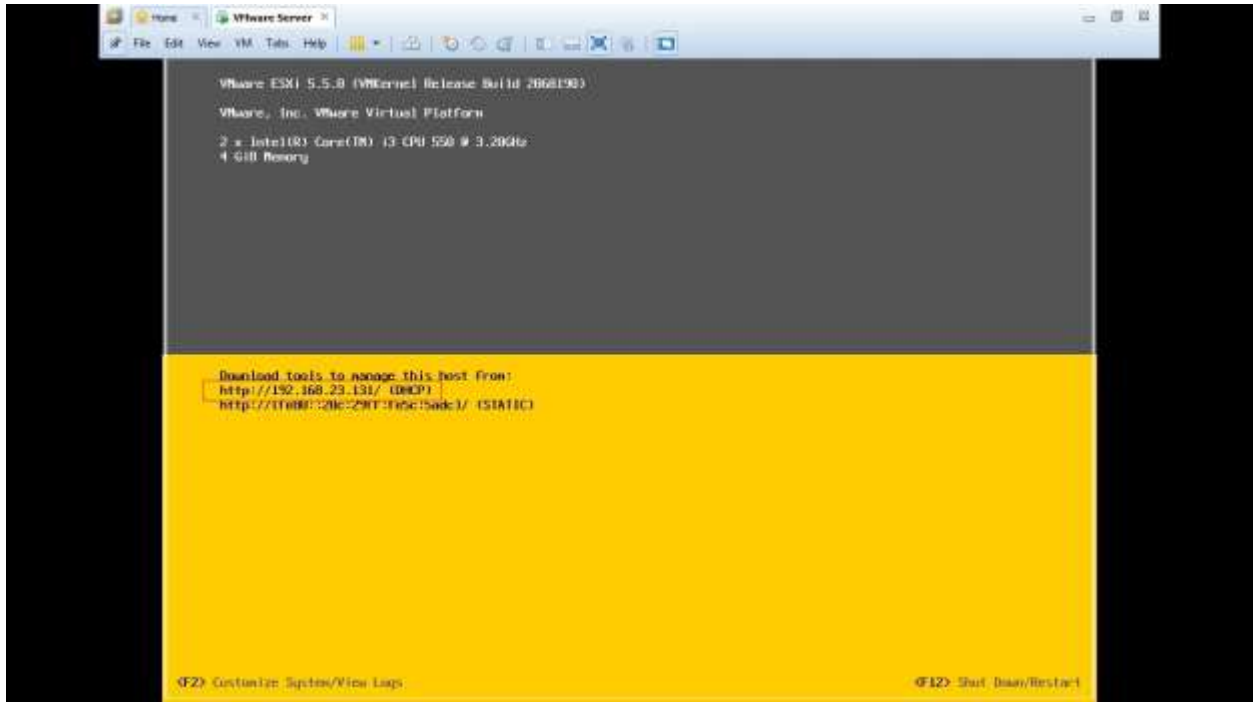 Home VMware Server
File Edit View VM Tabs Help
VMware ESXi 5.5.0 (VMKernel Release Build 2068190)
VMware, Inc. VMware Virtual Platform
2 x Intel(R) Core(TM) i3 CPU 550 @ 3.20GHz
4 GiB Memory
Download tools to manage this host from:
http://192.168.23.131/ (DHCP)
(STATIC)
<F2> Customize System/View Logs
<F12> Shut Down/Restart